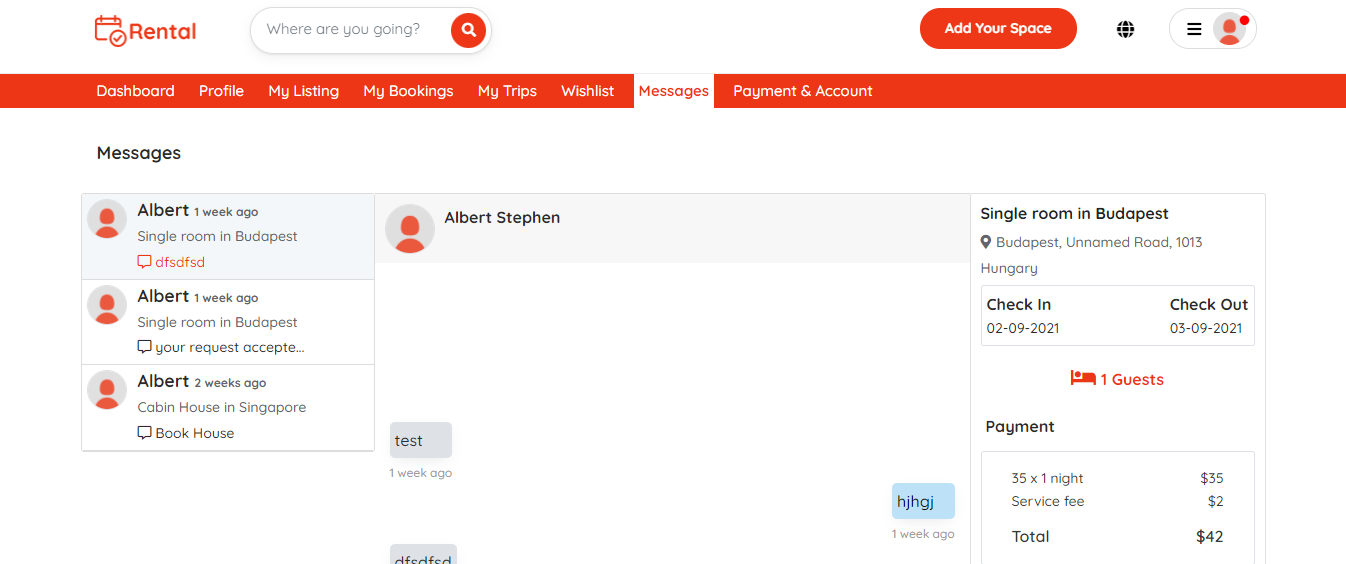 Rental
Where are you going?
Add Your Space
Dashboard Profile My Listing My Bookings My Trips Wishlist Messages Payment & Account
Messages
Albert 1 week ago
Single room in Budapest
dfsdfsd
Albert 1 week ago
Single room in Budapest
your request accepte...
Albert 2 weeks ago
Cabin House in Singapore
Book House
Albert Stephen
test
1 week ago
hjhgj
1 week ago
dfsdfsd
Single room in Budapest
Budapest, Unnamed Road, 1013
Hungary
Check In Check Out
02-09-2021 03-09-2021
1 Guests
Payment
35 x 1 night $35
Service fee $2
Total $42